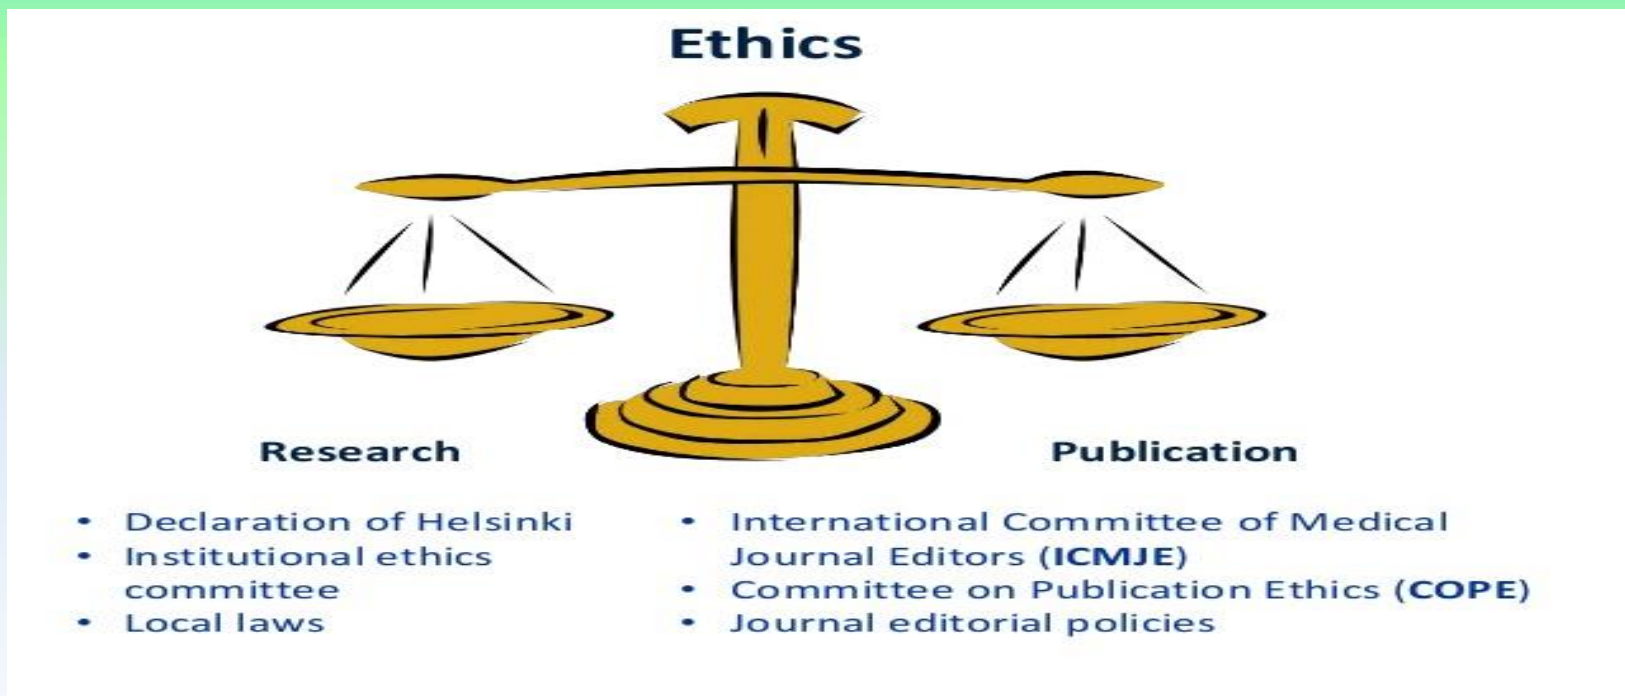 Ethics
Research
• Declaration of Helsinki
• Institutional ethics
committee
• Local laws
Publication
• International Committee of Medical
Journal Editors (ICMJE)
• Committee on Publication Ethics (COPE)
• Journal editorial policies